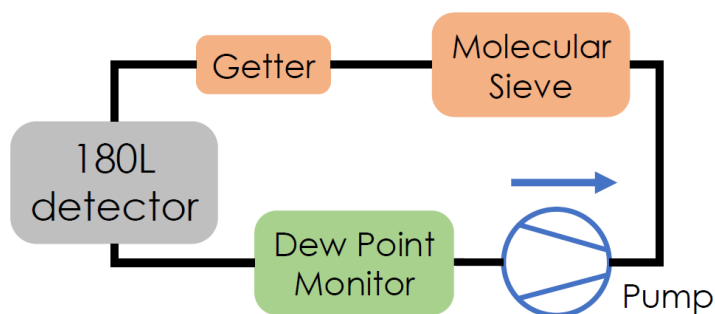 Getter
Molecular
Sieve
180L
detector
Dew Point
Monitor
Pump